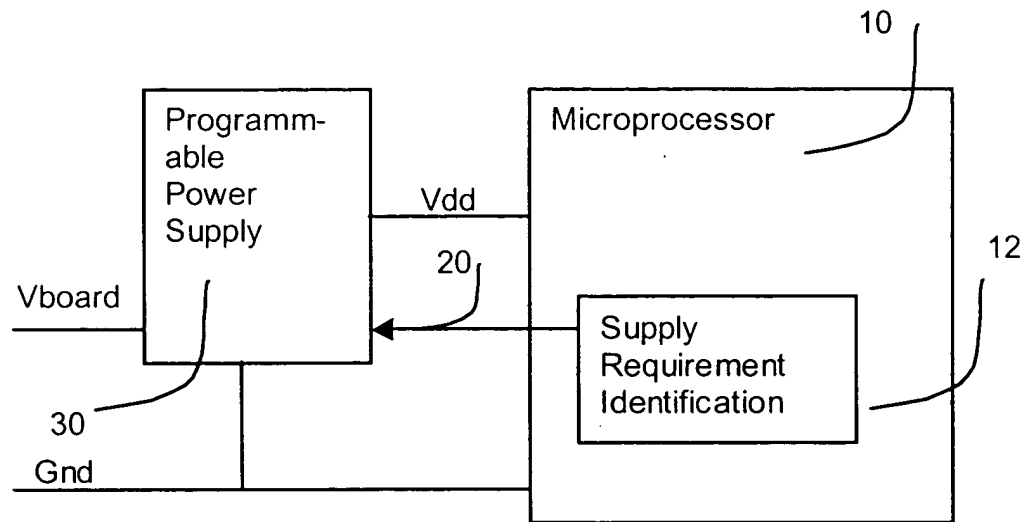 10
Programm-
able
Power
Supply
Microprocessor
Vdd
20
12
Vboard
Supply
Requirement
Identification
30
Gnd